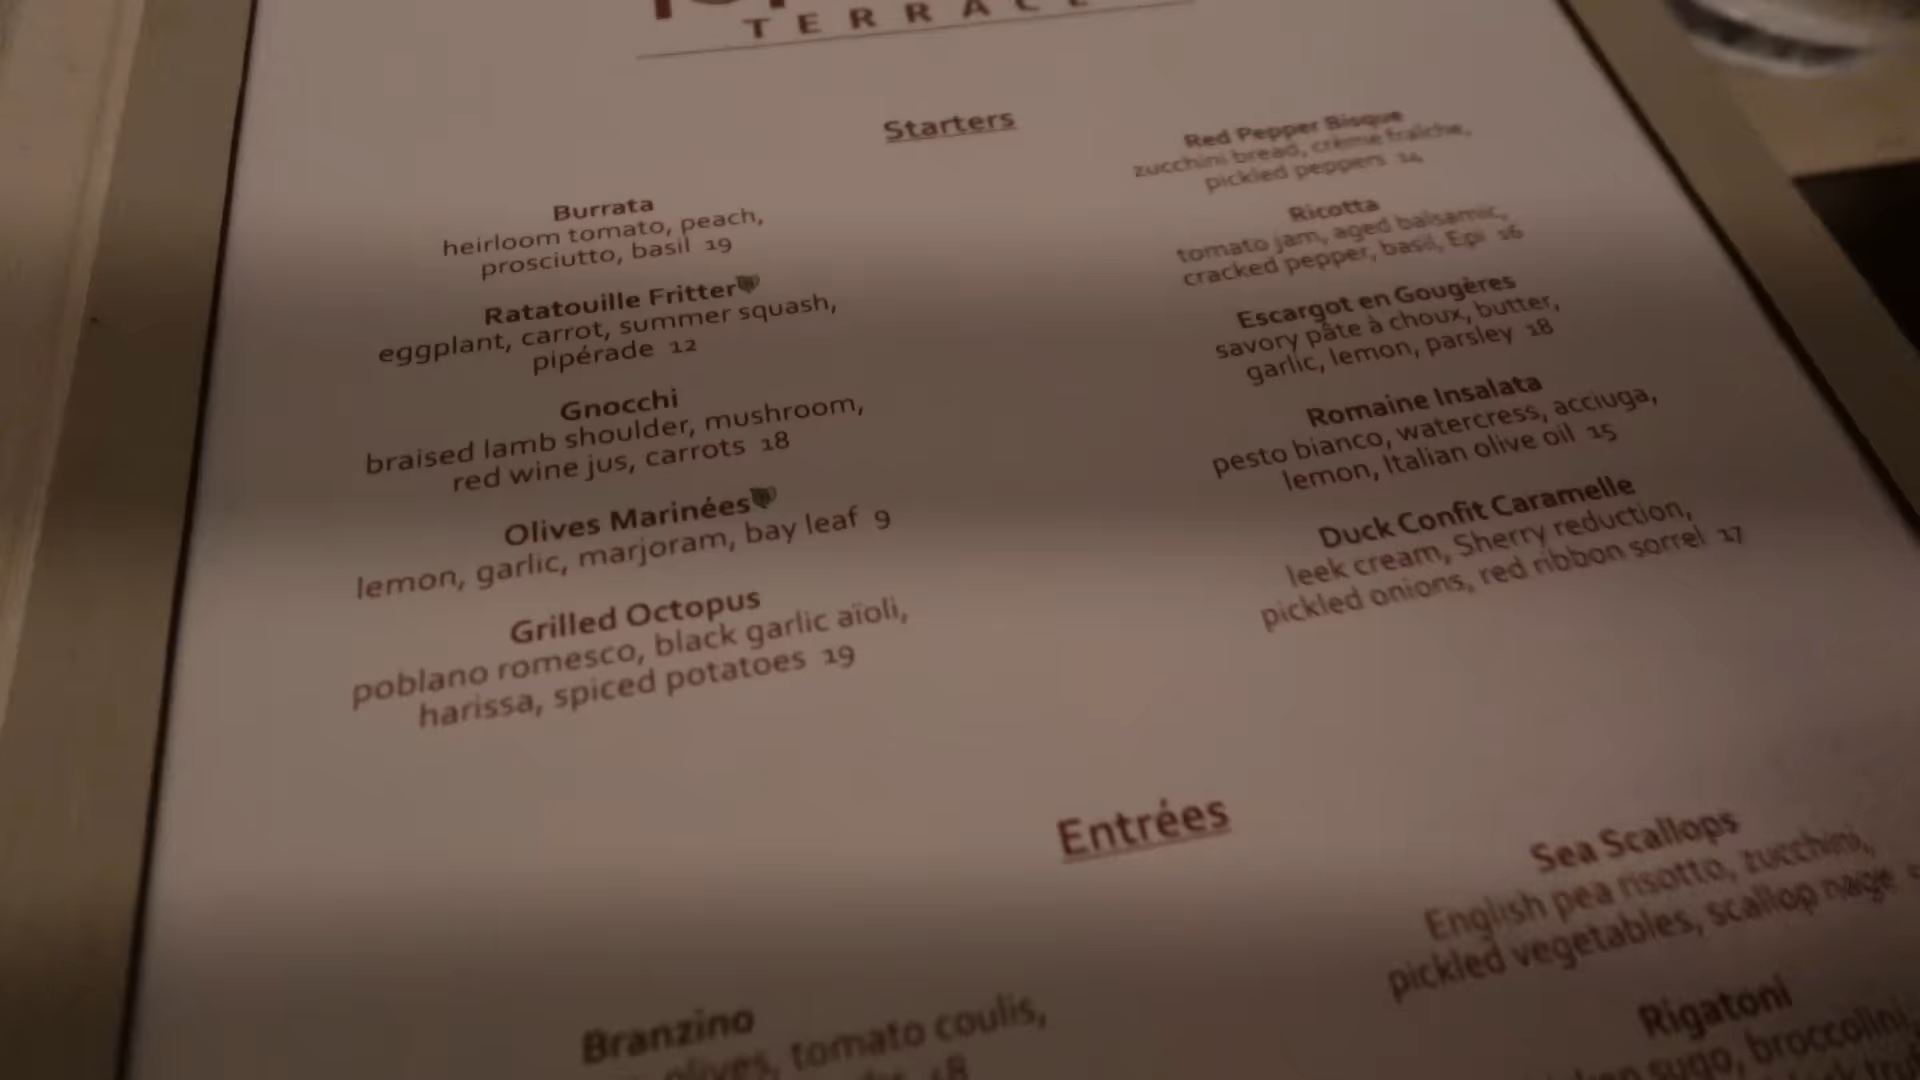 TERRACE
Starters
Burrata
heirloom tomato, peach,
prosciutto, basil 19
Ratatouille Fritter
eggplant, carrot, summer squash,
pipérade 12
Gnocchi
braised lamb shoulder, mushroom,
red wine jus, carrots 18
Olives Marinées
lemon, garlic, marjoram, bay leaf 9
Grilled Octopus
poblano romesco, black garlic aïoli,
harissa, spiced potatoes 19
Red Pepper Bisque
zucchini bread, crème fraîche,
pickled peppers 14
Ricotta
tomato jam, aged balsamic,
cracked pepper, basil, Epi 16
Escargot en Gougères
savory pâte à choux, butter,
garlic, lemon, parsley 18
Romaine Insalata
pesto bianco, watercress, acciuga,
lemon, Italian olive oil 15
Duck Confit Caramelle
leek cream, Sherry reduction,
pickled onions, red ribbon sorrel 17
Entrées
Branzino
olives, tomato coulis,
Sea Scallops
English pea risotto, zucchini,
pickled vegetables, scallop nage
Rigatoni
sugo, broccolini,